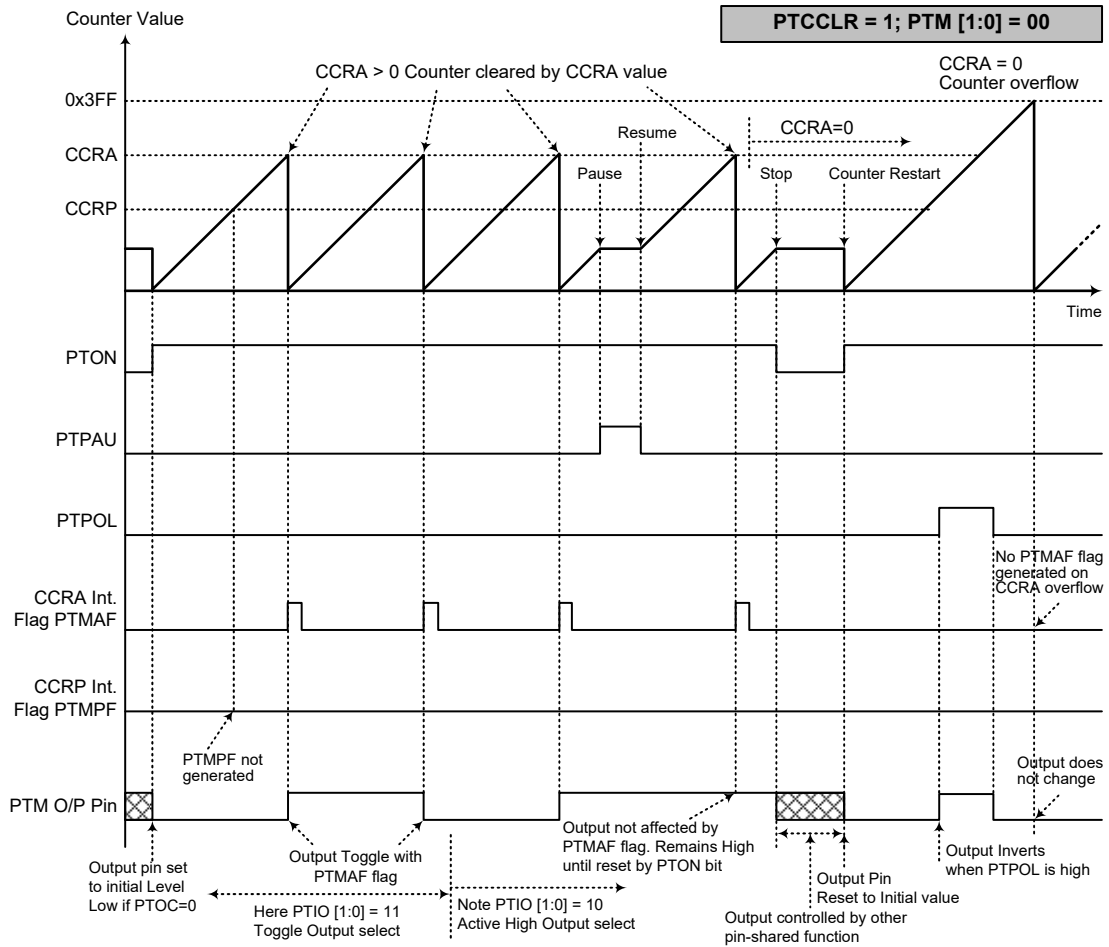 Counter Value
PTCCLR = 1; PTM [1:0] = 00
CCRA > 0 Counter cleared by CCRA value
CCRA = 0
Counter overflow
0x3FF
CCRA
CCRP
Resume
CCRA=0
Pause
Stop
Counter Restart
Time
PTON
PTPAU
PTPOL
No PTMAF flag
generated on
CCRA overflow
CCRA Int.
Flag PTMAF
CCRP Int.
Flag PTMPF
PTMPF not
generated
Output does
not change
PTM O/P Pin
Output pin set
to initial Level
Low if PTOC=0
Output Toggle with
PTMAF flag
Here PTIO [1:0] = 11
Toggle Output select
Note PTIO [1:0] = 10
Active High Output select
Output not affected by
PTMAF flag. Remains High
until reset by PTON bit
Output Pin
Reset to Initial value
Output controlled by other
pin-shared function
Output Inverts
when PTPOL is high